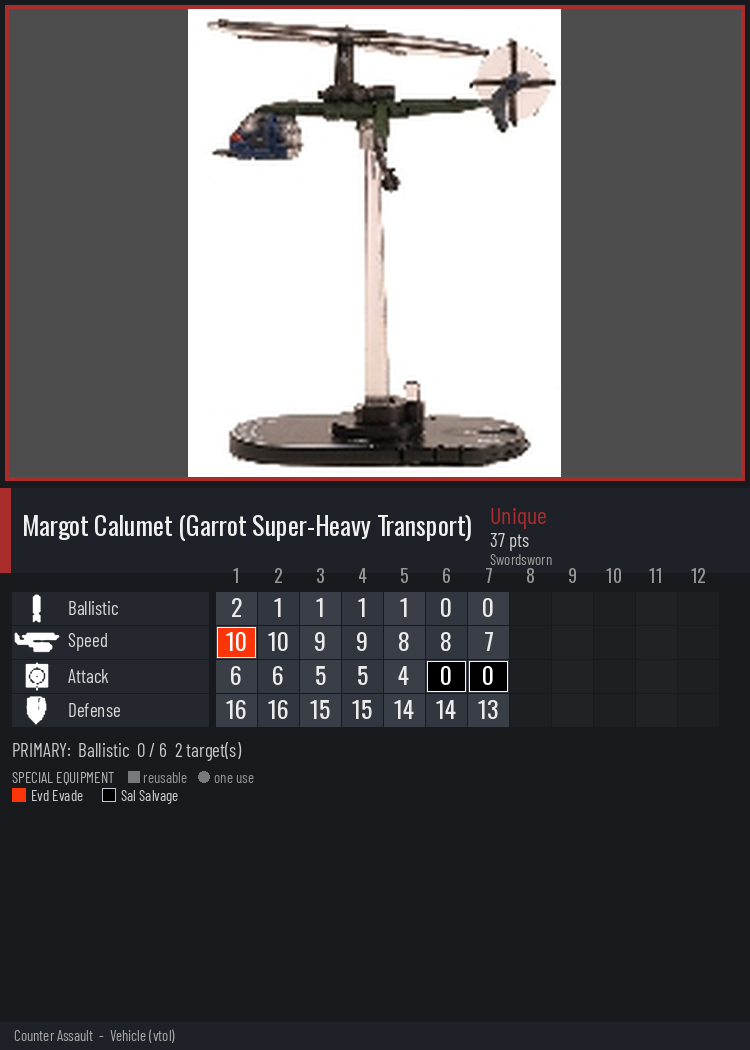 Margot Calumet (Garrot Super-Heavy Transport)
Unique
37 pts
Swordsworn
1 2 3 4 5 6 7 8 9 10 11 12
Ballistic 2 1 1 1 1 0 0
Speed 10 10 9 9 8 8 7
Attack 6 6 5 5 4 0 0
Defense 16 16 15 15 14 14 13
PRIMARY: Ballistic 0 / 6 2 target(s)
SPECIAL EQUIPMENT reusable one use
Evd Evade Sal Salvage
Counter Assault - Vehicle (vtol)